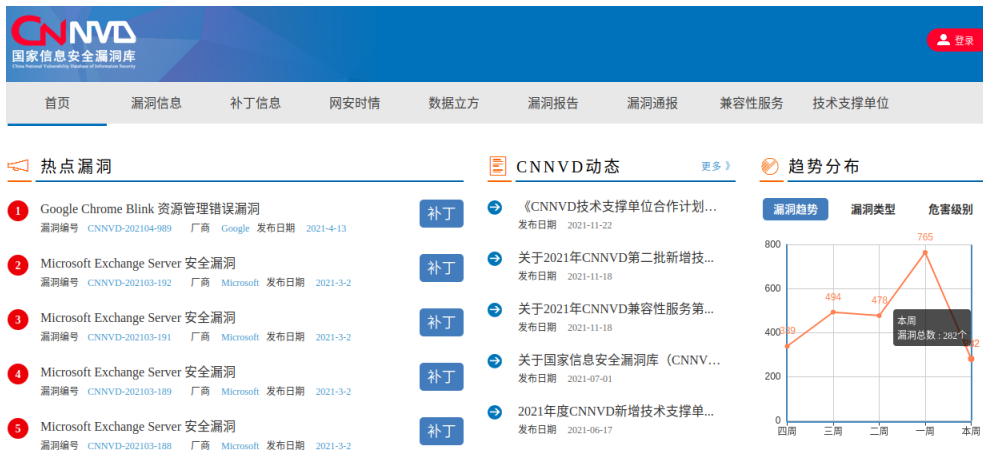 CNNVD
国家信息安全漏洞库
China National Vulnerability Database of Information Security
登录
首页 漏洞信息 补丁信息 网安时情 数据立方 漏洞报告 漏洞通报 兼容性服务 技术支撑单位
热点漏洞
1 Google Chrome Blink 资源管理错误漏洞 补丁
漏洞编号 CNNVD-202104-989 厂商 Google 发布日期 2021-4-13
2 Microsoft Exchange Server 安全漏洞 补丁
漏洞编号 CNNVD-202103-192 厂商 Microsoft 发布日期 2021-3-2
3 Microsoft Exchange Server 安全漏洞 补丁
漏洞编号 CNNVD-202103-191 厂商 Microsoft 发布日期 2021-3-2
4 Microsoft Exchange Server 安全漏洞 补丁
漏洞编号 CNNVD-202103-189 厂商 Microsoft 发布日期 2021-3-2
5 Microsoft Exchange Server 安全漏洞 补丁
漏洞编号 CNNVD-202103-188 厂商 Microsoft 发布日期 2021-3-2
CNNVD动态 更多 》
《CNNVD技术支撑单位合作计划…
发布日期 2021-11-22
关于2021年CNNVD第二批新增技...
发布日期 2021-11-18
关于2021年CNNVD兼容性服务第...
发布日期 2021-11-18
关于国家信息安全漏洞库（CNNV…
发布日期 2021-07-01
2021年度CNNVD新增技术支撑单...
发布日期 2021-06-17
趋势分布
漏洞趋势 漏洞类型 危害级别
765
800
600
494 478
本周
漏洞总数 : 282个
400
200
0
四周 三周 二周 一周 本周